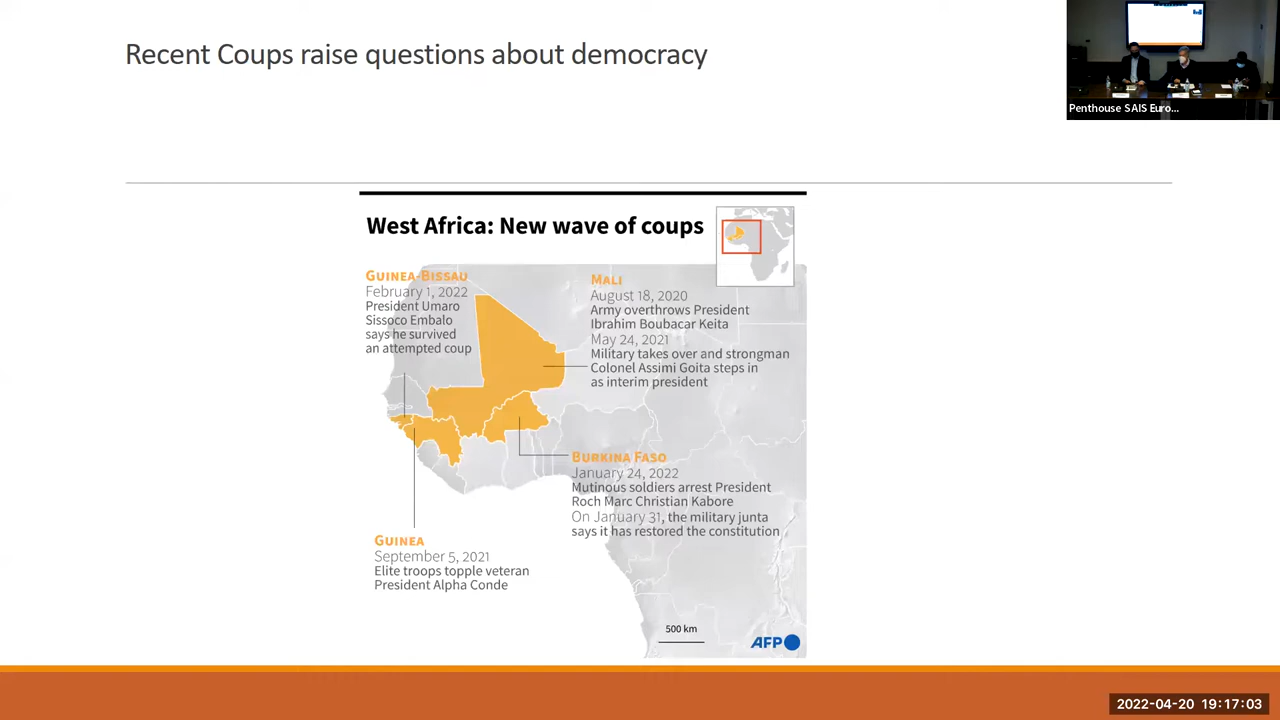 Recent Coups raise questions about democracy
Penthouse SAIS Euro...
West Africa: New wave of coups
GUINEA-BISSAU
February 1, 2022
President Umaro
Sissoco Embalo
says he survived
an attempted coup
MALI
August 18, 2020
Army overthrows President
Ibrahim Boubacar Keita
May 24, 2021
Military takes over and strongman
Colonel Assimi Goita steps in
as interim president
BURKINA FASO
January 24, 2022
Mutinous soldiers arrest President
Roch Marc Christian Kabore
On January 31, the military junta
says it has restored the constitution
GUINEA
September 5, 2021
Elite troops topple veteran
President Alpha Conde
500 km
AFP
2022-04-20 19:17:03